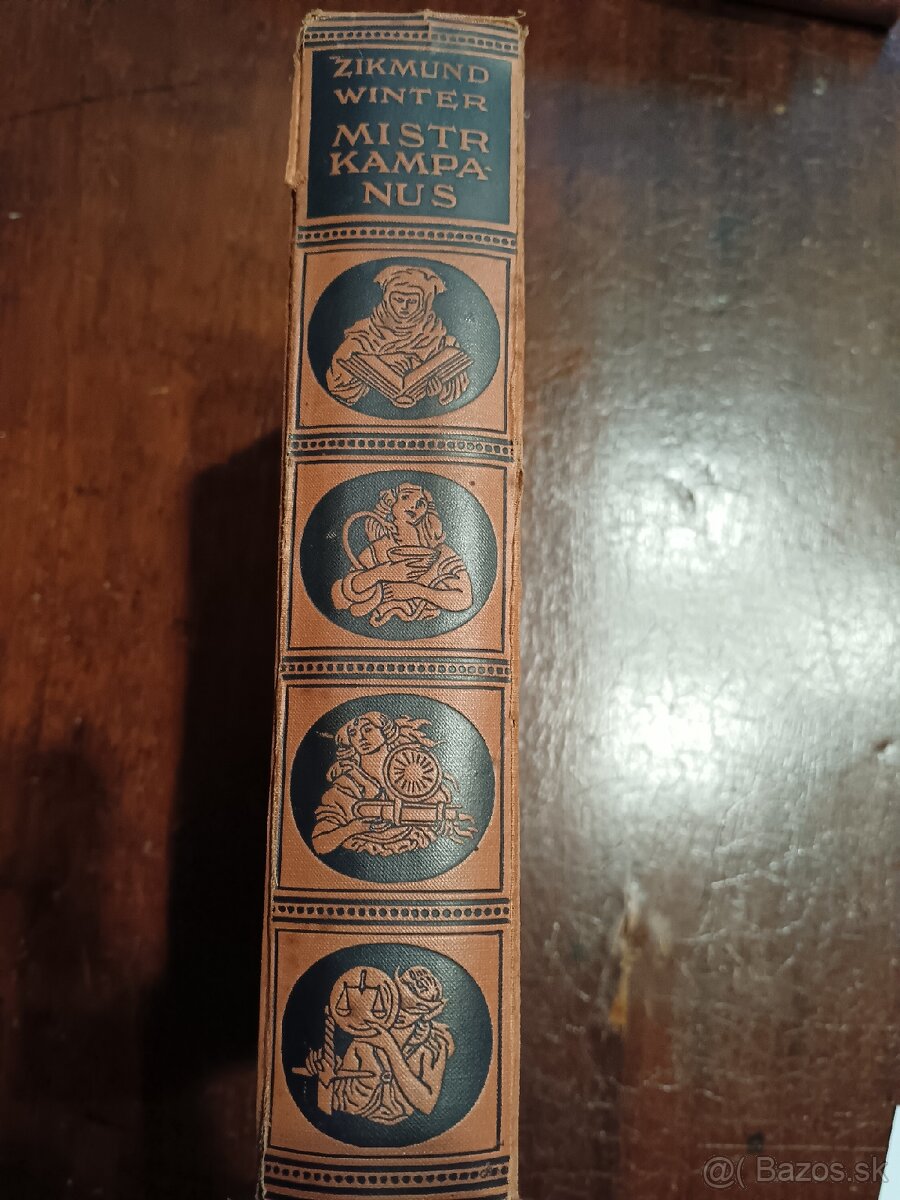 ZIKMUND
WINTER
MISTR
KAMPA-
NUS
@( Bazos.sk